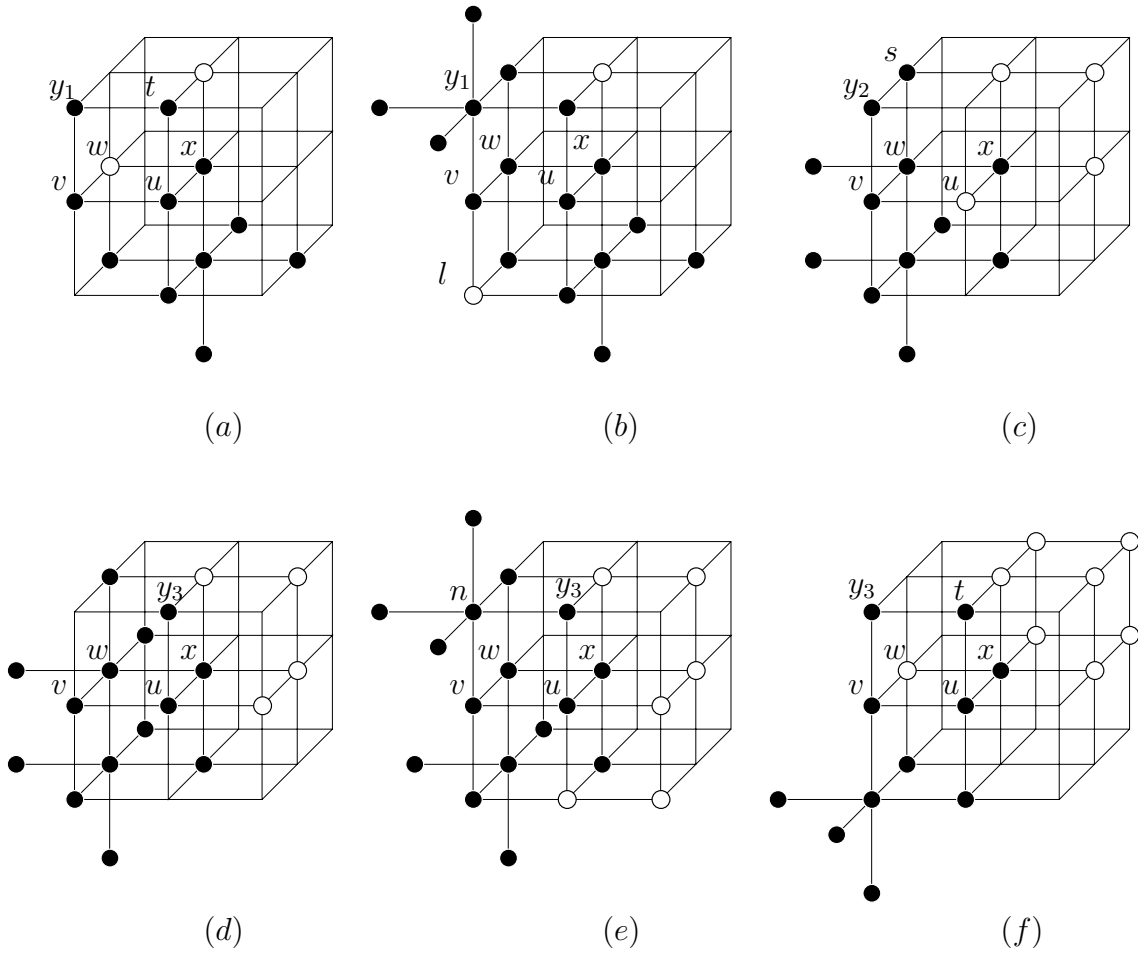 y₁ t w x v u
(a)
y₁ w x v u l
(b)
s y₂ w x v u
(c)
y₃ w x v u
(d)
n y₃ w x v u
(e)
y₃ t w x v u
(f)